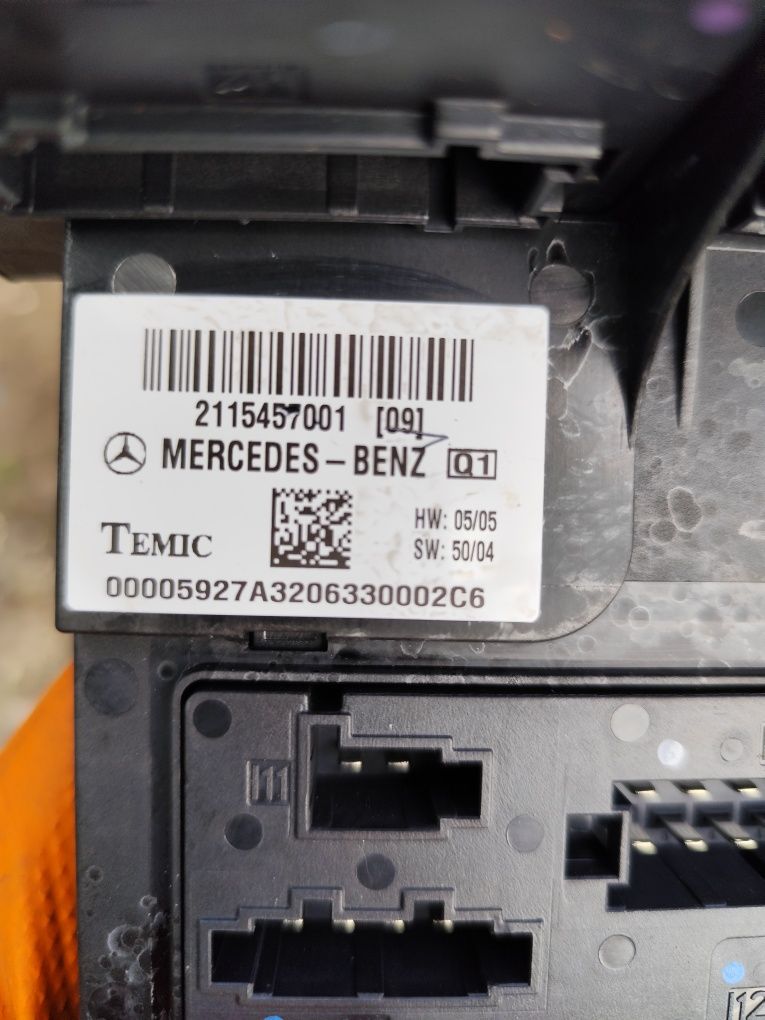 2115457001 [09]
MERCEDES–BENZ Q1
TEMIC
HW: 05/05
SW: 50/04
00005927A3206330002C6
11
12